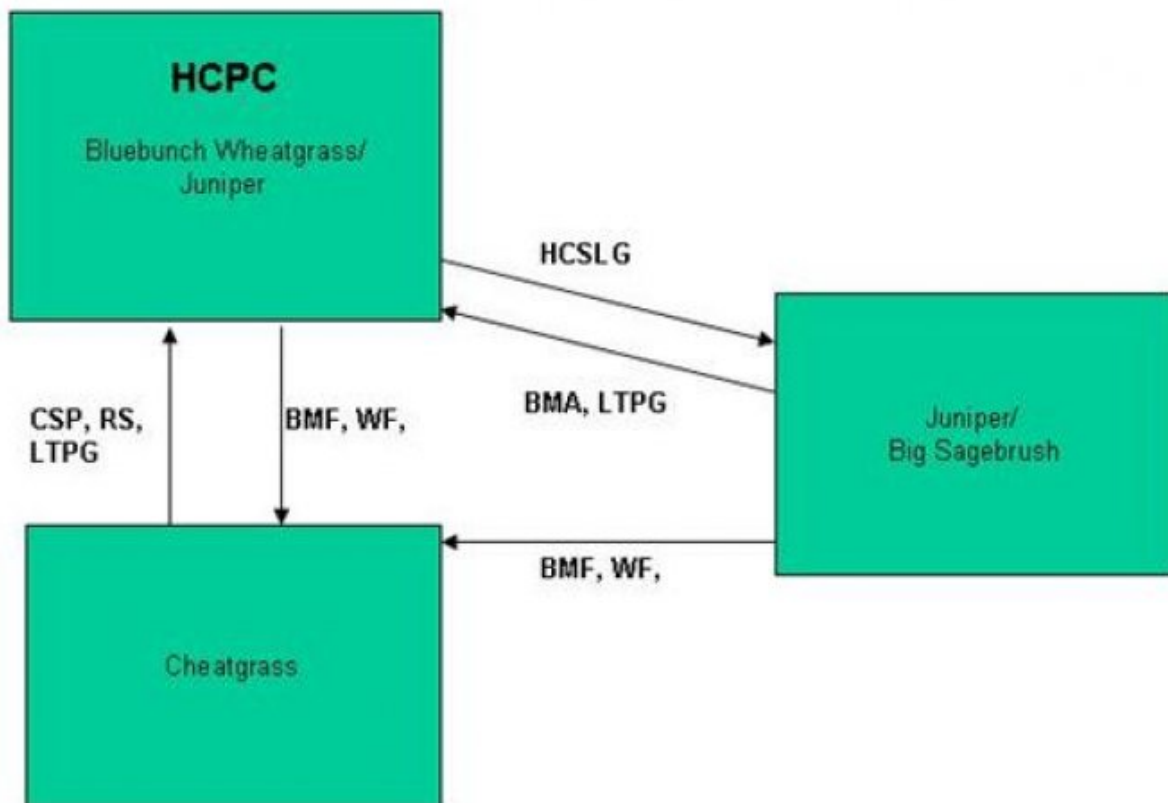 HCPC
Bluebunch Wheatgrass/
Juniper
HCSLG
BMA, LTPG
Juniper/
Big Sagebrush
CSP, RS,
LTPG
BMF, WF,
BMF, WF,
Cheatgrass